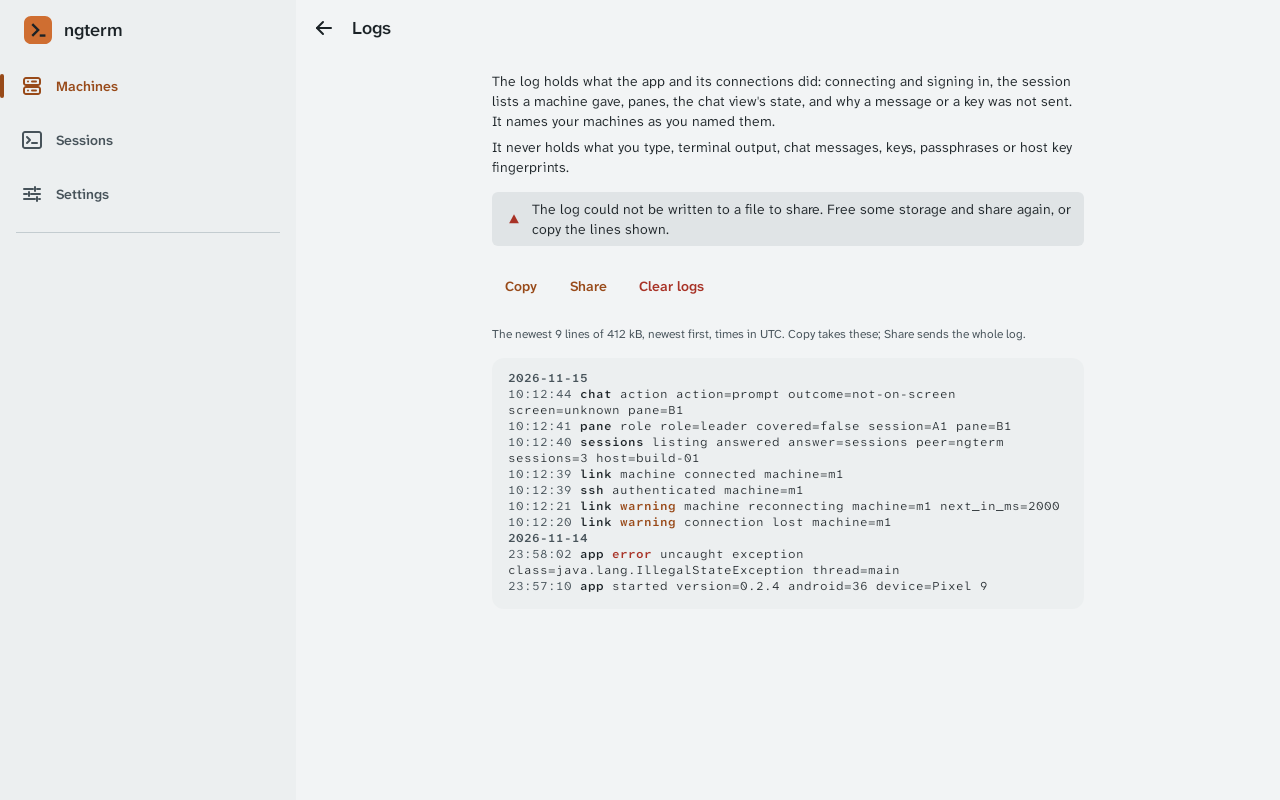 ngterm
Machines
Sessions
Settings
Logs
The log holds what the app and its connections did: connecting and signing in, the session
lists a machine gave, panes, the chat view's state, and why a message or a key was not sent.
It names your machines as you named them.
It never holds what you type, terminal output, chat messages, keys, passphrases or host key
fingerprints.
The log could not be written to a file to share. Free some storage and share again, or
copy the lines shown.
Copy Share Clear logs
The newest 9 lines of 412 kB, newest first, times in UTC. Copy takes these; Share sends the whole log.
2026-11-15
10:12:44 chat action action=prompt outcome=not-on-screen
screen=unknown pane=B1
10:12:41 pane role role=leader covered=false session=A1 pane=B1
10:12:40 sessions listing answered answer=sessions peer=ngterm
sessions=3 host=build-01
10:12:39 link machine connected machine=m1
10:12:39 ssh authenticated machine=m1
10:12:21 link warning machine reconnecting machine=m1 next_in_ms=2000
10:12:20 link warning connection lost machine=m1
2026-11-14
23:58:02 app error uncaught exception
class=java.lang.IllegalStateException thread=main
23:57:10 app started version=0.2.4 android=36 device=Pixel 9